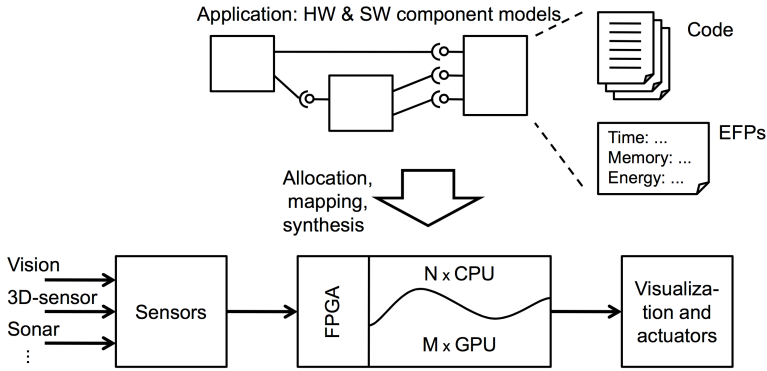 Application: HW & SW component models
Code
EFPs
Time: ...
Memory: ...
Energy: ...
Allocation,
mapping,
synthesis
Vision
3D-sensor
Sonar
⋮
Sensors
FPGA
N x CPU
M x GPU
Visualiza-
tion and
actuators